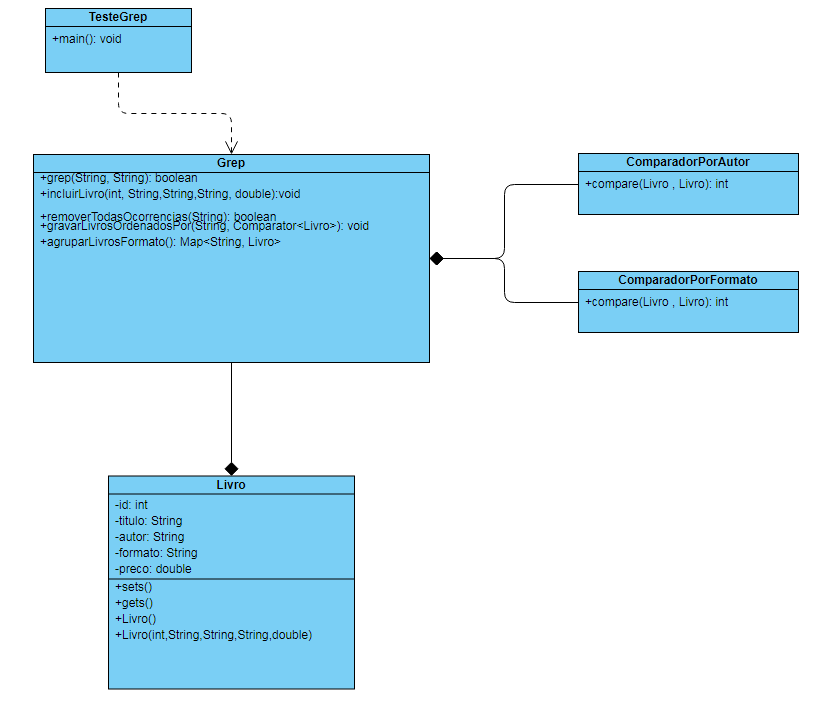 TesteGrep
+main(): void
Grep
+grep(String, String): boolean
+incluirLivro(int, String,String,String, double):void
+removerTodasOcorrencias(String): boolean
+gravarLivrosOrdenadosPor(String, Comparator<Livro>): void
+agruparLivrosFormato(): Map<String, Livro>
ComparadorPorAutor
+compare(Livro , Livro): int
ComparadorPorFormato
+compare(Livro , Livro): int
Livro
-id: int
-titulo: String
-autor: String
-formato: String
-preco: double
+sets()
+gets()
+Livro()
+Livro(int,String,String,String,double)